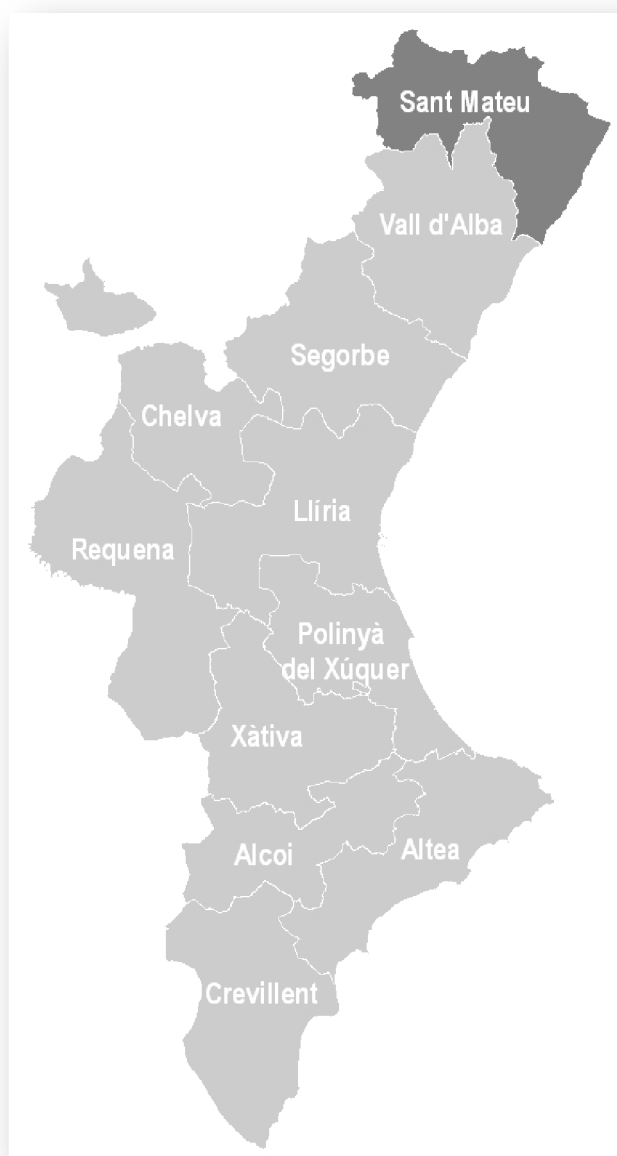 Sant Mateu
Vall d'Alba
Segorbe
Chelva
Llíria
Requena
Polinyà
del Xúquer
Xàtiva
Alcoi
Altea
Crevillent